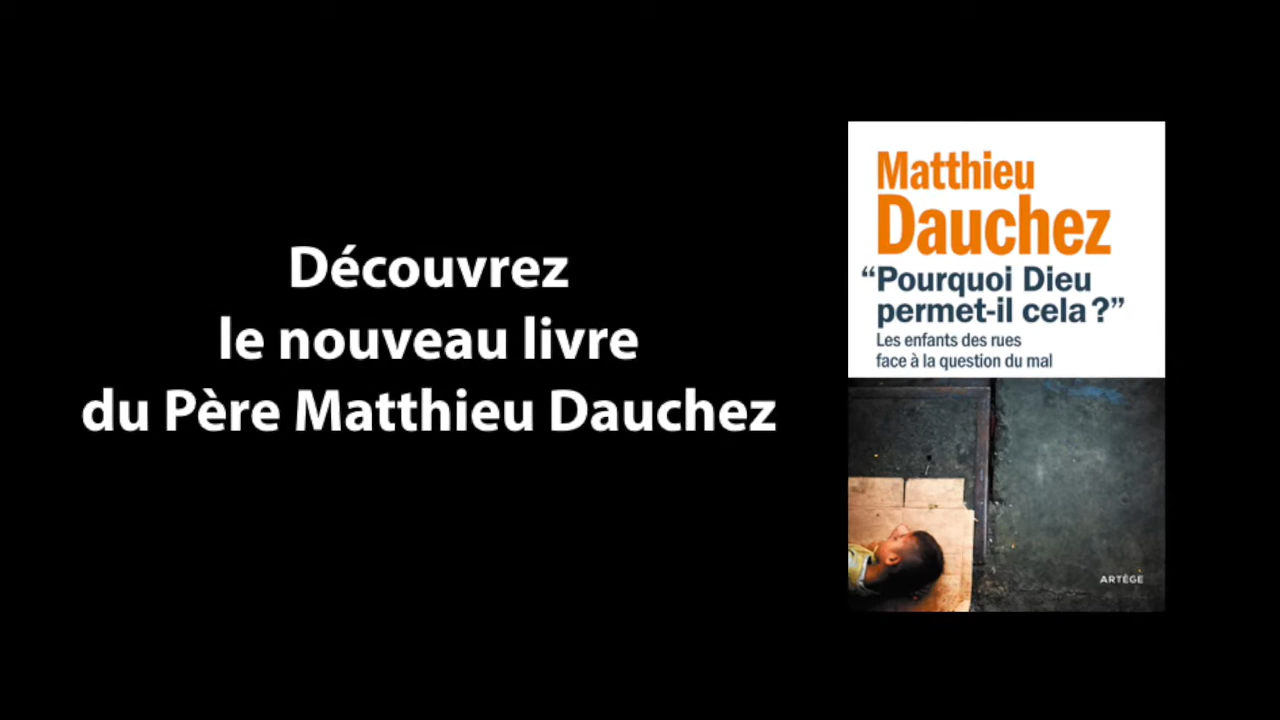 Découvrez
le nouveau livre
du Père Matthieu Dauchez
Matthieu
Dauchez
“Pourquoi Dieu
permet-il cela ?”
Les enfants des rues
face à la question du mal
ARTÈGE